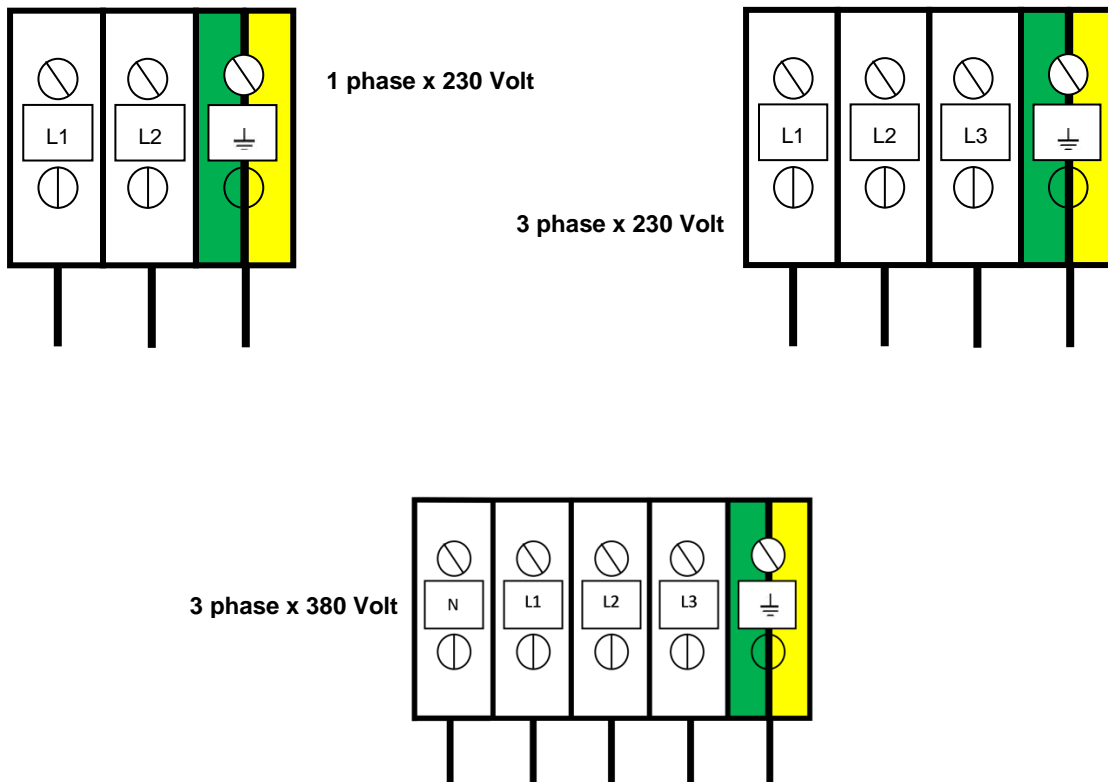 L1 L2 ⏚
1 phase x 230 Volt
L1 L2 L3 ⏚
3 phase x 230 Volt
3 phase x 380 Volt
N L1 L2 L3 ⏚